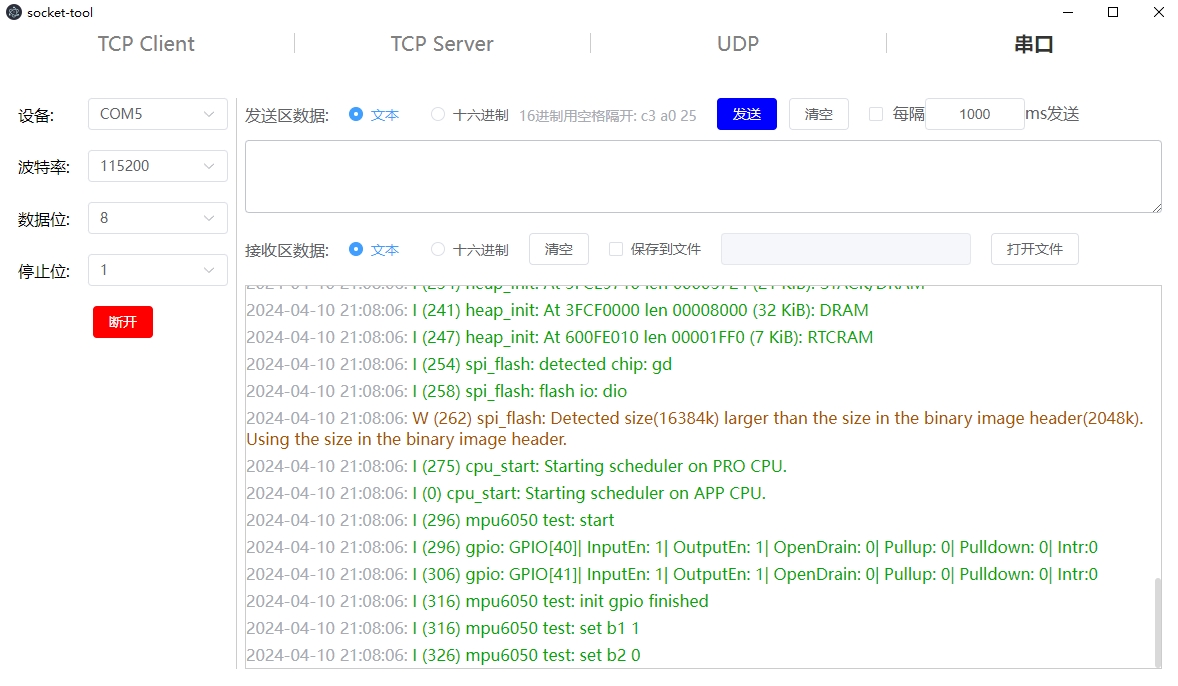 socket-tool
TCP Client
TCP Server
UDP
串口
设备:
COM5
波特率:
115200
数据位:
8
停止位:
1
断开
发送区数据:
文本
十六进制
16进制用空格隔开: c3 a0 25
发送
清空
每隔
1000
ms发送
接收区数据:
文本
十六进制
清空
保存到文件
打开文件
2024-04-10 21:08:06: I (241) heap_init: At 3FCF0000 len 00008000 (32 KiB): DRAM
2024-04-10 21:08:06: I (247) heap_init: At 600FE010 len 00001FF0 (7 KiB): RTCRAM
2024-04-10 21:08:06: I (254) spi_flash: detected chip: gd
2024-04-10 21:08:06: I (258) spi_flash: flash io: dio
2024-04-10 21:08:06: W (262) spi_flash: Detected size(16384k) larger than the size in the binary image header(2048k).
Using the size in the binary image header.
2024-04-10 21:08:06: I (275) cpu_start: Starting scheduler on PRO CPU.
2024-04-10 21:08:06: I (0) cpu_start: Starting scheduler on APP CPU.
2024-04-10 21:08:06: I (296) mpu6050 test: start
2024-04-10 21:08:06: I (296) gpio: GPIO[40]| InputEn: 1| OutputEn: 1| OpenDrain: 0| Pullup: 0| Pulldown: 0| Intr:0
2024-04-10 21:08:06: I (306) gpio: GPIO[41]| InputEn: 1| OutputEn: 1| OpenDrain: 0| Pullup: 0| Pulldown: 0| Intr:0
2024-04-10 21:08:06: I (316) mpu6050 test: init gpio finished
2024-04-10 21:08:06: I (316) mpu6050 test: set b1 1
2024-04-10 21:08:06: I (326) mpu6050 test: set b2 0